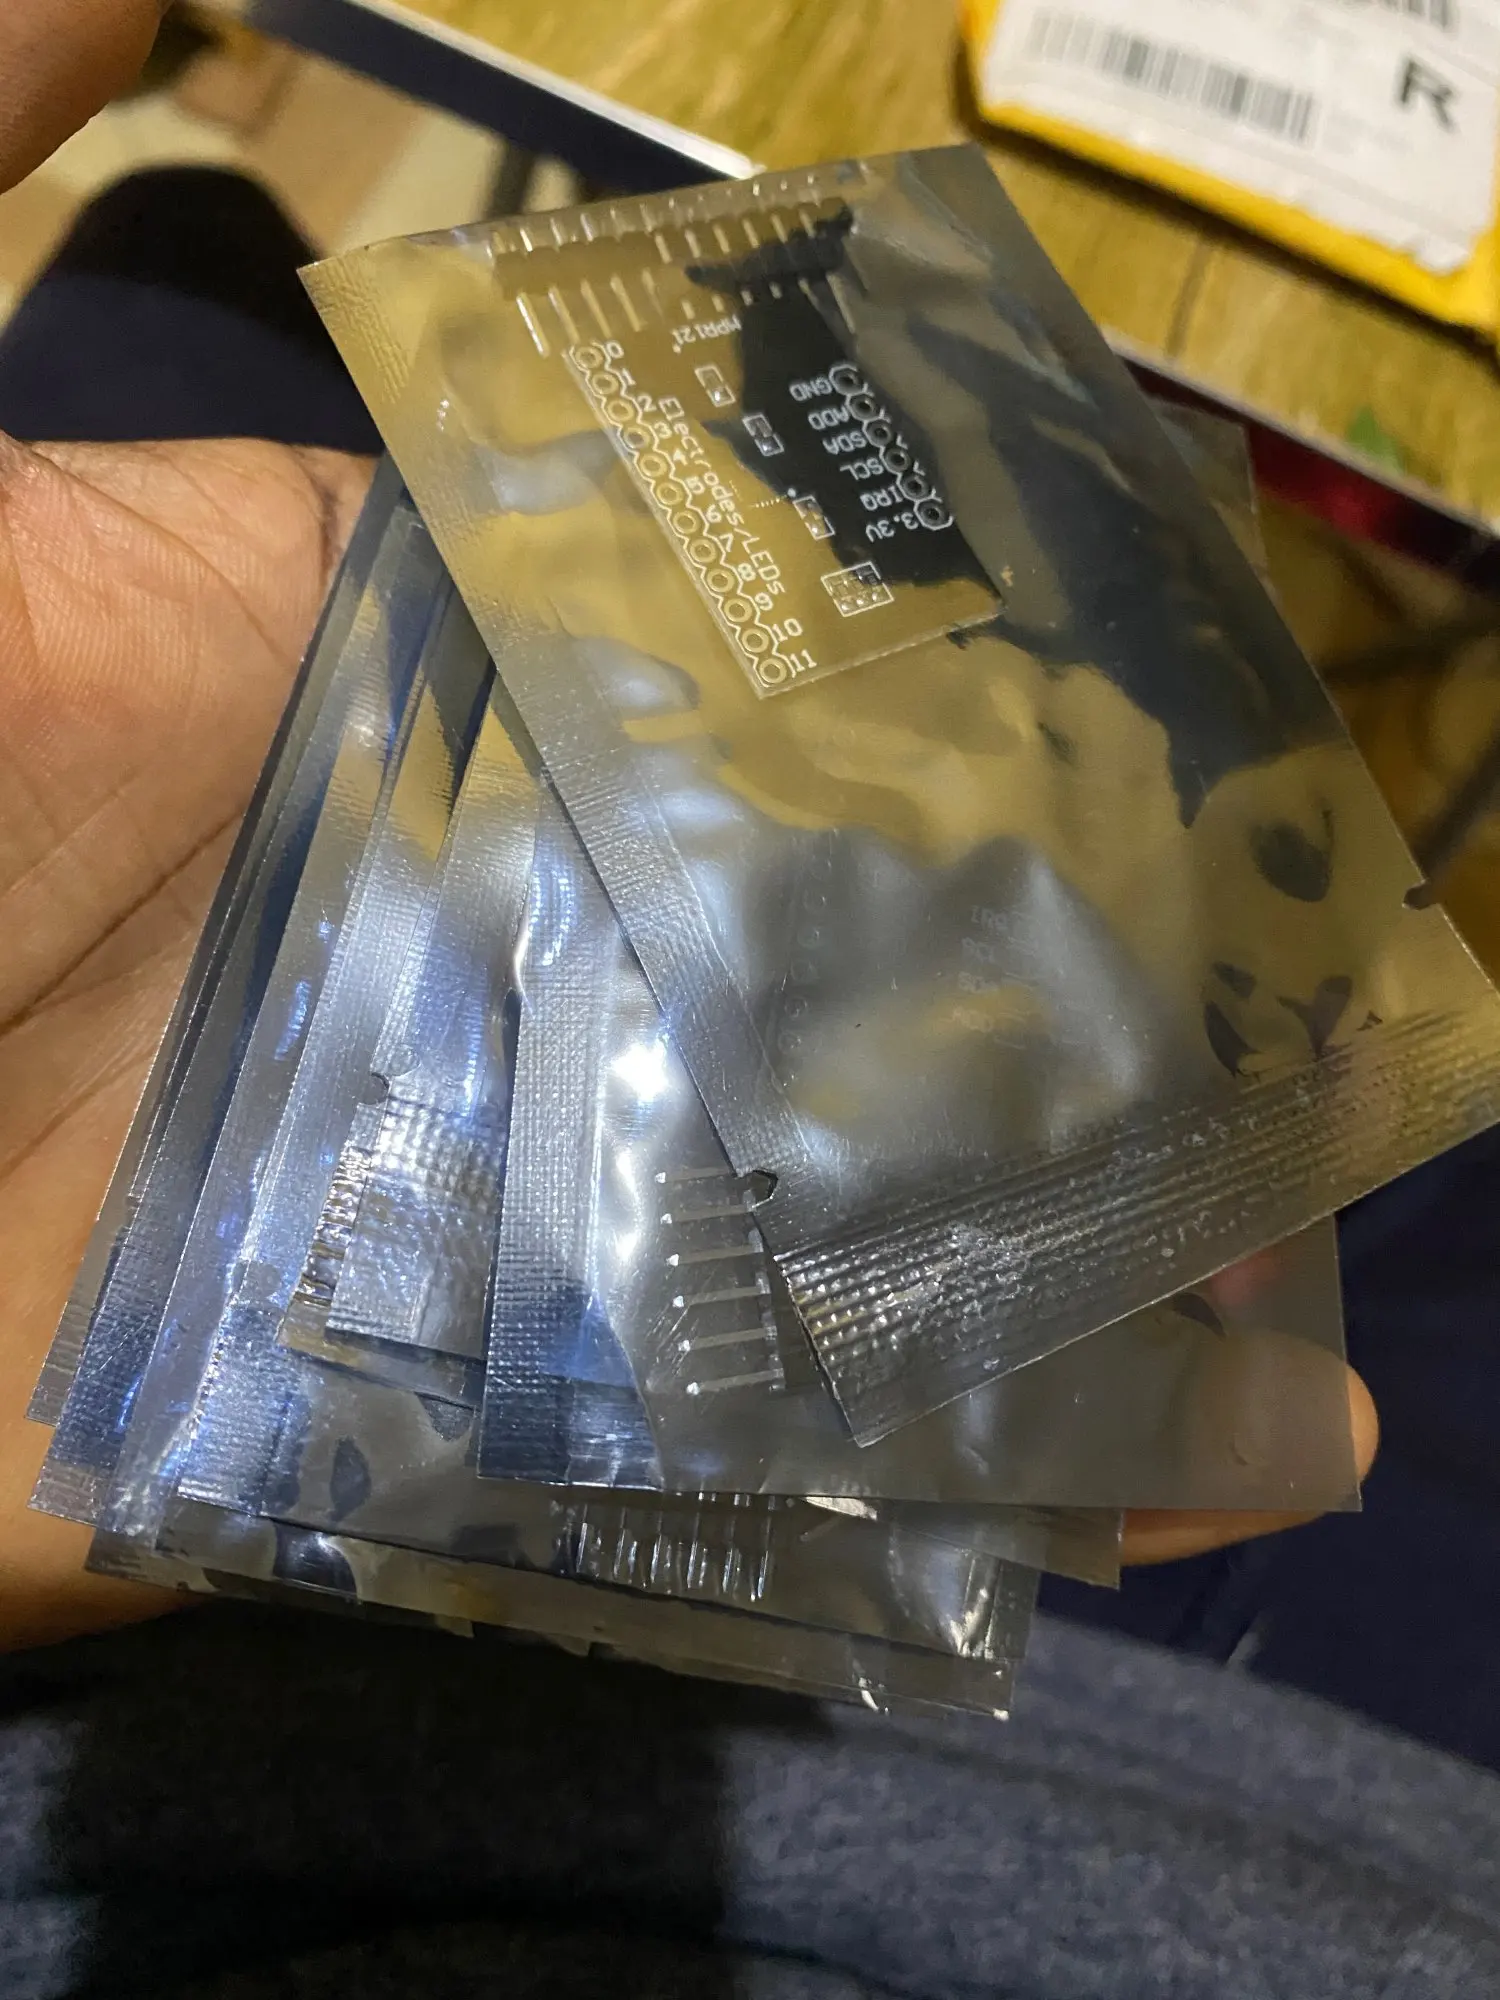 R
MPR121
0
1
2
3
4
5
6
7
8
9
10
11
Electrodes/LEDs
GND
ADD
SDA
SCL
IRQ
3.3V
IRQ